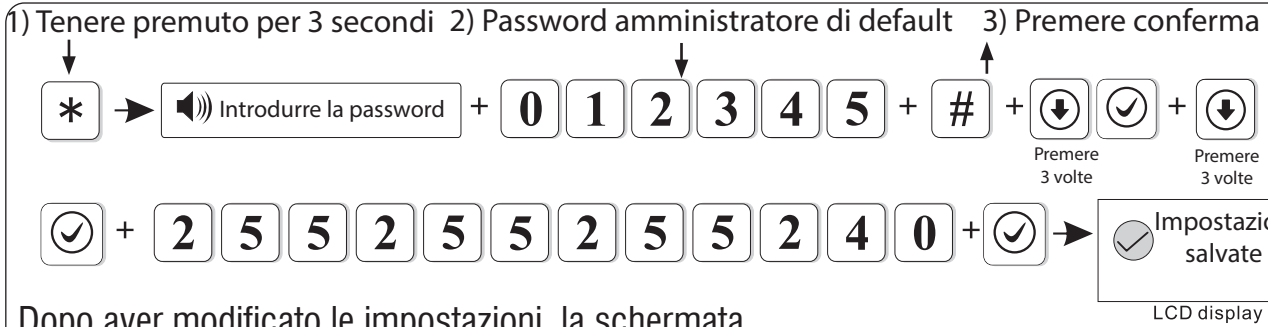 1) Tenere premuto per 3 secondi 2) Password amministratore di default 3) Premere conferma
* Introdurre la password + 0 1 2 3 4 5 + # + +
Premere 3 volte Premere 3 volte
+ 2 5 5 2 5 5 2 5 5 2 4 0 + Impostazio
salvate
LCD display
Dopo aver modificato le impostazioni, la schermata